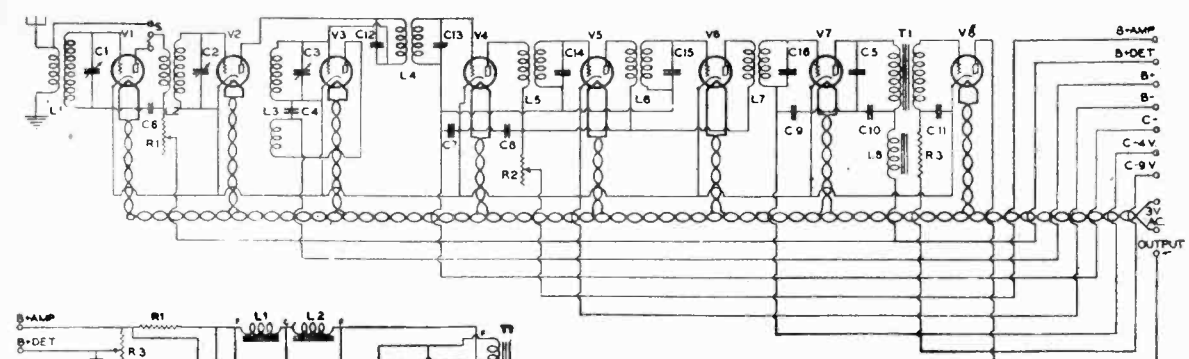 S
C1 V1 C2 V2 C3 V3 C12 C13 V4 C14 V5 C15 V6 C16 V7 C5 T1 V8
L4
L1 C6 L2 L3 C4 L5 L6 L7
R1 C7 C8 R2 C9 C10 L8 C11 R3
B+AMP
B+DET
B+
B-
C-
C-4V.
C-9V.
3V
AC
OUTPUT
B+AMP R1 L1 L2
F C F F
B+DET R3